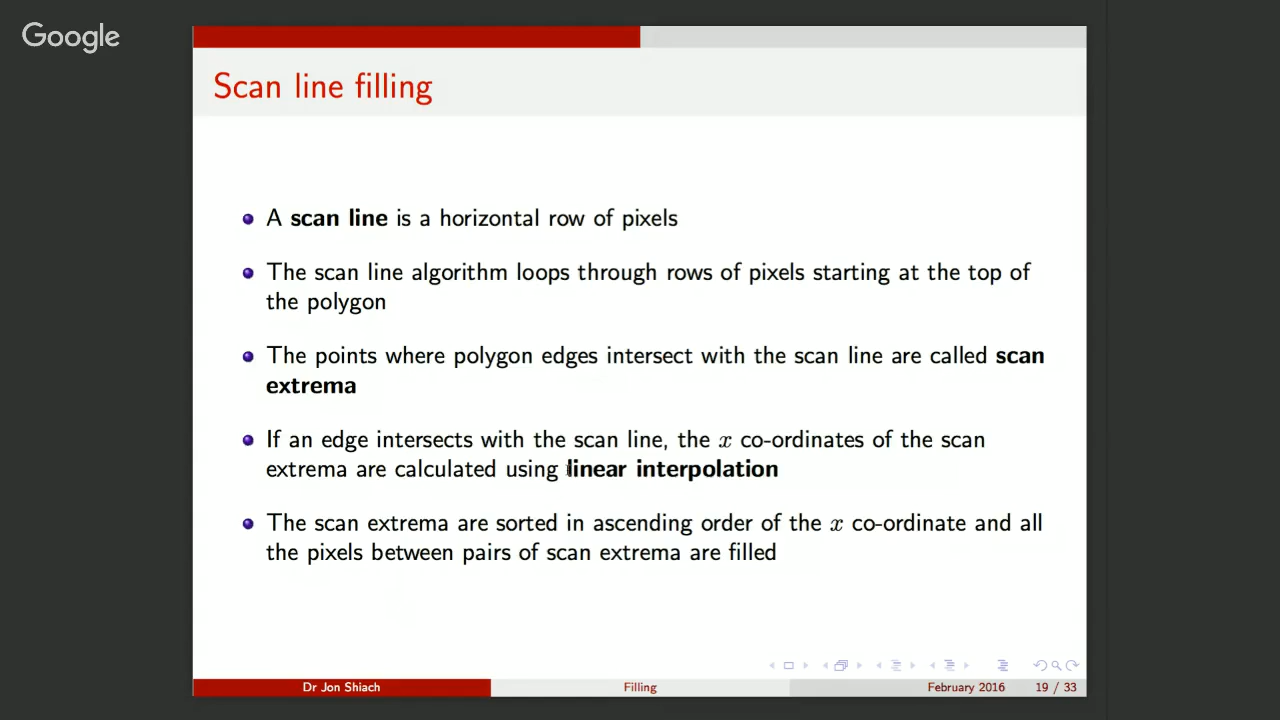 Google
Scan line filling
A scan line is a horizontal row of pixels
The scan line algorithm loops through rows of pixels starting at the top of
the polygon
The points where polygon edges intersect with the scan line are called scan
extrema
If an edge intersects with the scan line, the x co-ordinates of the scan
extrema are calculated using linear interpolation
The scan extrema are sorted in ascending order of the x co-ordinate and all
the pixels between pairs of scan extrema are filled
Dr Jon Shiach Filling February 2016 19 / 33